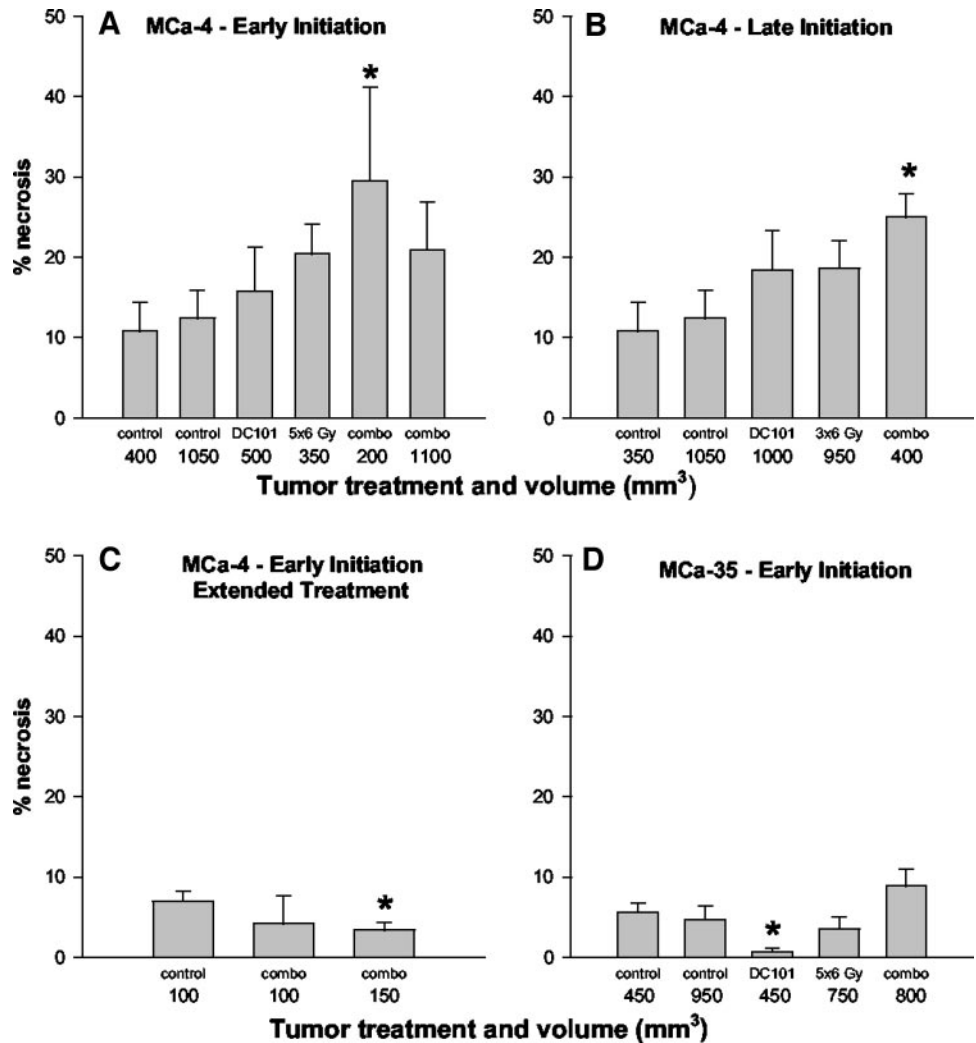 A MCa-4 - Early Initiation
% necrosis
50
40
30
20
10
0
*
control control DC101 5x6 Gy combo combo
400 1050 500 350 200 1100
B MCa-4 - Late Initiation
50
40
30
20
10
0
*
control control DC101 3x6 Gy combo
350 1050 1000 950 400
Tumor treatment and volume (mm³)
C MCa-4 - Early Initiation
Extended Treatment
% necrosis
50
40
30
20
10
0
*
control combo combo
100 100 150
D MCa-35 - Early Initiation
50
40
30
20
10
0
*
control control DC101 5x6 Gy combo
450 950 450 750 800
Tumor treatment and volume (mm³)